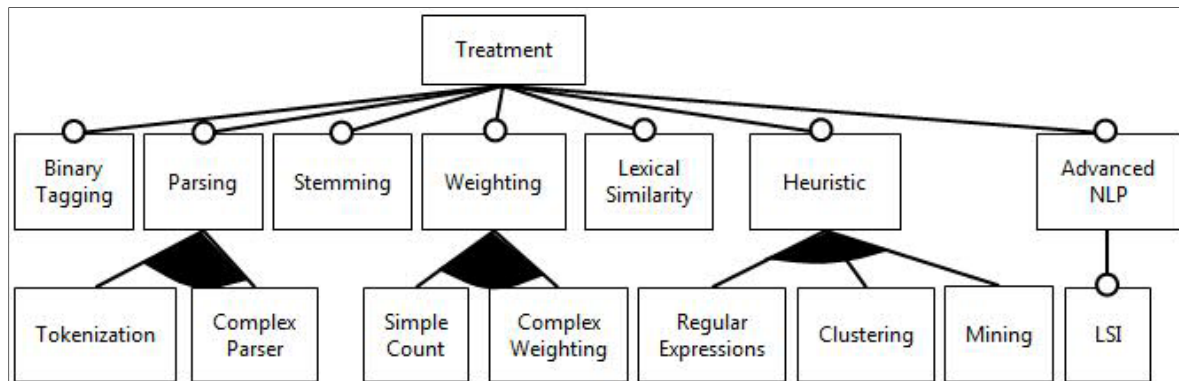 Treatment
Binary
Tagging
Parsing
Stemming
Weighting
Lexical
Similarity
Heuristic
Advanced
NLP
Tokenization
Complex
Parser
Simple
Count
Complex
Weighting
Regular
Expressions
Clustering
Mining
LSI